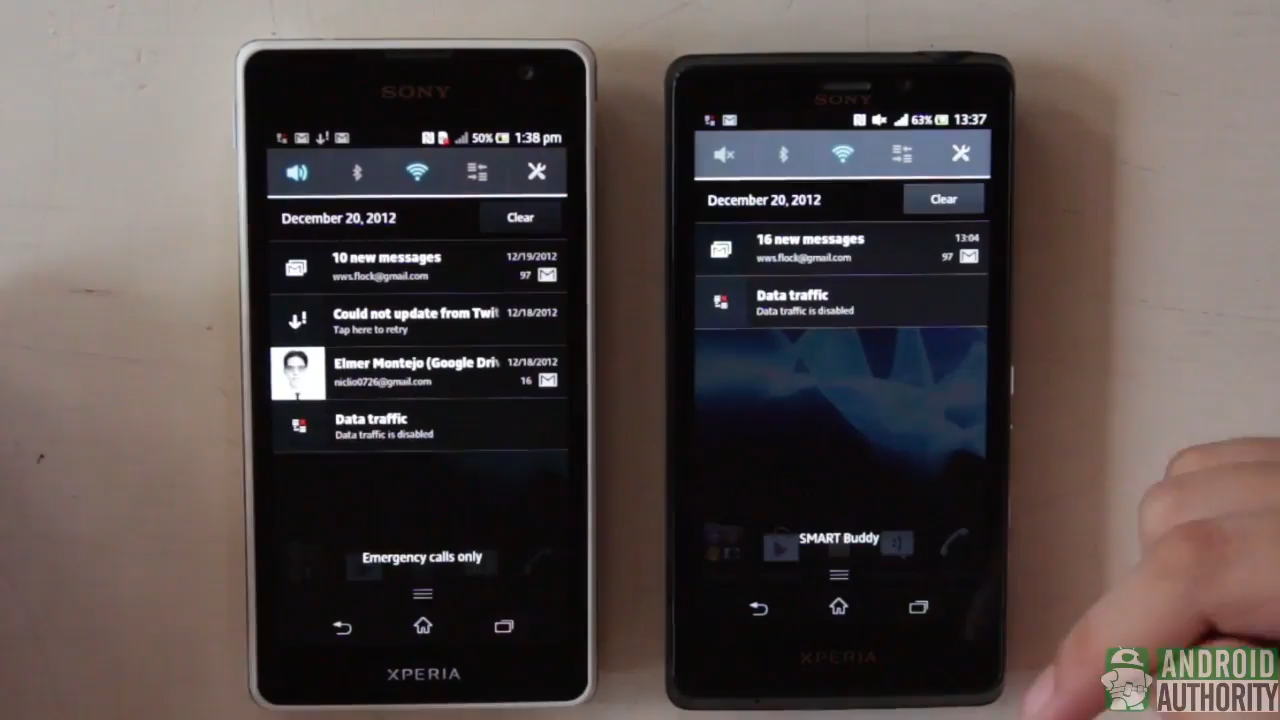 SONY
50% 1:38 pm
December 20, 2012 Clear
10 new messages 12/19/2012
wws.flock@gmail.com 97
Could not update from Twit 12/18/2012
Tap here to retry
Elmer Montejo (Google Driv 12/18/2012
niclio0726@gmail.com 16
Data traffic
Data traffic is disabled
Emergency calls only
XPERIA
SONY
63% 13:37
December 20, 2012 Clear
16 new messages 13:04
wws.flock@gmail.com 97
Data traffic
Data traffic is disabled
SMART Buddy
XPERIA
ANDROID
AUTHORITY